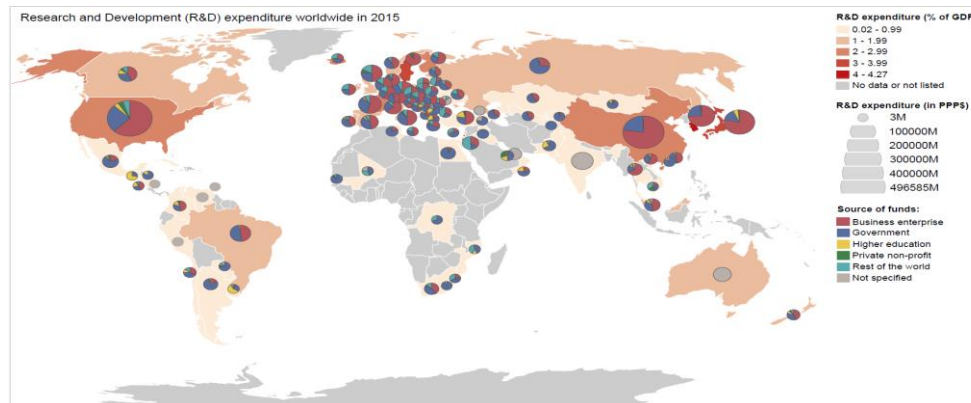 Research and Development (R&D) expenditure worldwide in 2015
R&D expenditure (% of GDP
0.02 - 0.99
1 - 1.99
2 - 2.99
3 - 3.99
4 - 4.27
No data or not listed
R&D expenditure (in PPP$)
3M
100000M
200000M
300000M
400000M
496585M
Source of funds:
Business enterprise
Government
Higher education
Private non-profit
Rest of the world
Not specified